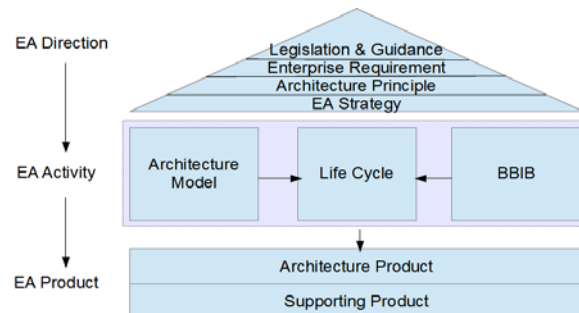 EA Direction
Legislation & Guidance
Enterprise Requirement
Architecture Principle
EA Strategy
EA Activity
Architecture
Model
Life Cycle
BBIB
EA Product
Architecture Product
Supporting Product